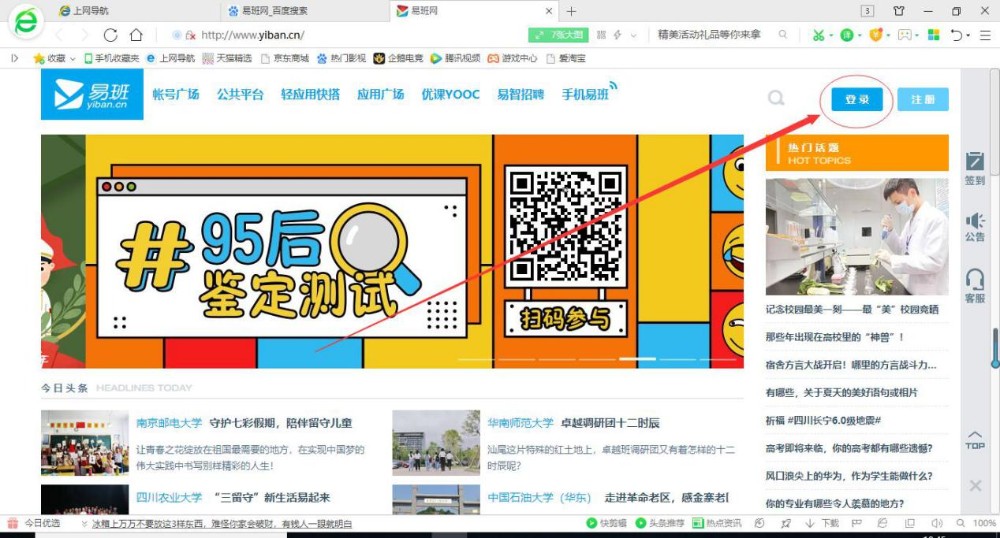 上网导航
易班网_百度搜索
易班网
3
http://www.yiban.cn/
7张大图
精美活动礼品等你来拿
收藏
手机收藏夹
上网导航
天猫精选
京东商城
热门影视
企鹅电竞
腾讯视频
游戏中心
爱淘宝
易班
yiban.cn
帐号广场
公共平台
轻应用快搭
应用广场
优课YOOC
易智招聘
手机易班
登录
注册
#95后
鉴定测试
扫码参与
热门话题
HOT TOPICS
签到
公告
客服
TOP
记念校园最美一刻——最“美”校园竞晒
那些年出现在高校里的“神兽”！
宿舍方言大战开启！哪里的方言战斗力...
有哪些，关于夏天的美好语句或相片
祈福 #四川长宁6.0级地震#
高考即将来临，你的高考都有哪些遗憾？
风口浪尖上的华为，作为学生能做什么？
你的专业有哪些令人羡慕的地方？
今日头条 HEADLINES TODAY
南京邮电大学 守护七彩假期，陪伴留守儿童
让青春之花绽放在祖国最需要的地方，在实现中国梦的
伟大实践中书写别样精彩的人生！
华南师范大学 卓越调研团十二时辰
汕尾这片特殊的红土地上，卓越班调研团又有着怎样的十二
时辰呢？
四川农业大学 “三留守”新生活易起来
中国石油大学（华东） 走进革命老区，感金寨老
今日优选
冰箱上万万不要放这3样东西，难怪你家会破财，有钱人一眼就明白
快剪辑
头条推荐
热点资讯
下载
100%